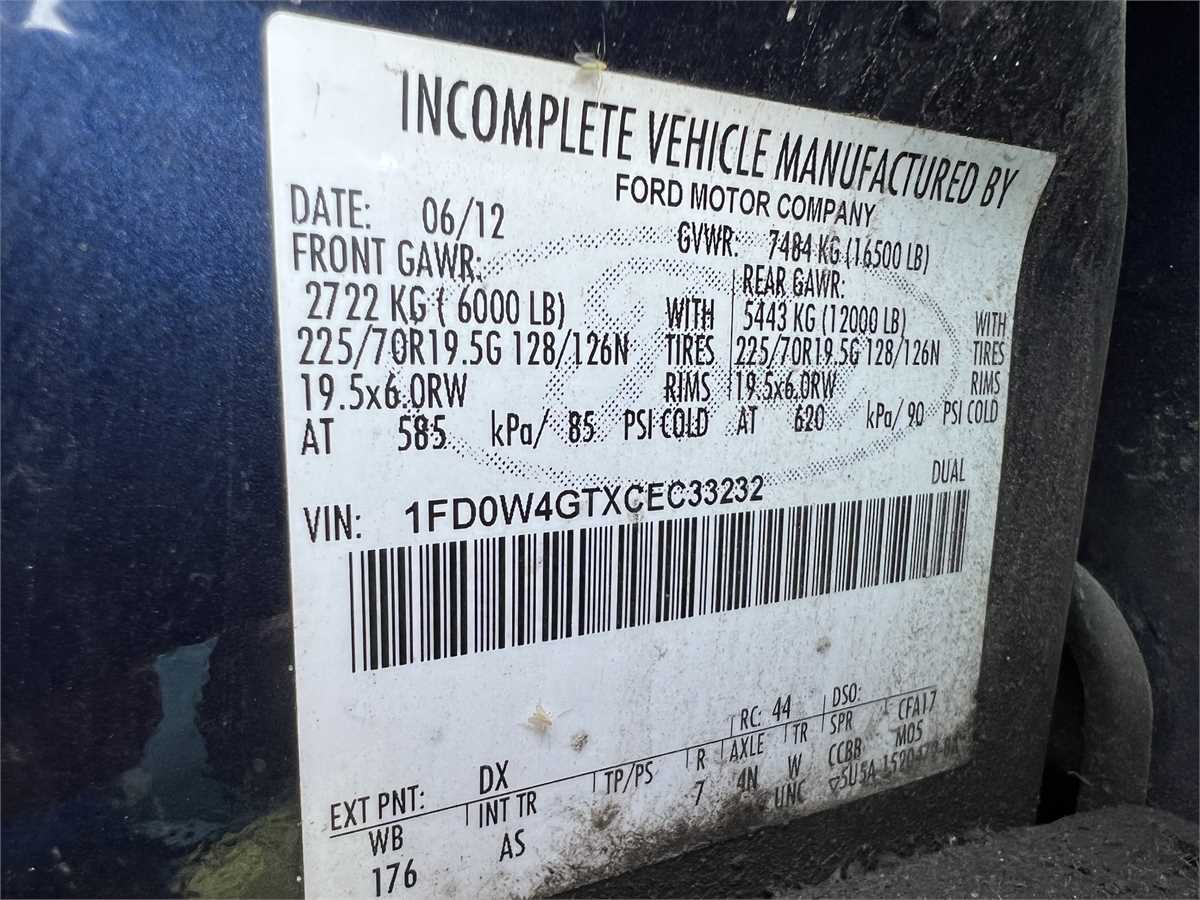 INCOMPLETE VEHICLE MANUFACTURED BY
FORD MOTOR COMPANY
DATE: 06/12 GVWR: 7484 KG (16500 LB)
FRONT GAWR: REAR GAWR:
2722 KG ( 6000 LB) WITH 5443 KG (12000 LB) WITH
225/70R19.5G 128/126N TIRES 225/70R19.5G 128/126N TIRES
19.5x6.0RW RIMS 19.5x6.0RW RIMS
AT 585 kPa/ 85 PSI COLD AT 620 kPa/ 90 PSI COLD
DUAL
VIN: 1FD0W4GTXCEC33232
EXT PNT: DX RC: 44 DSO:
WB INT TR TP/PS R AXLE TR SPR CFA17
176 AS 7 4N W CCBB M05
UNC